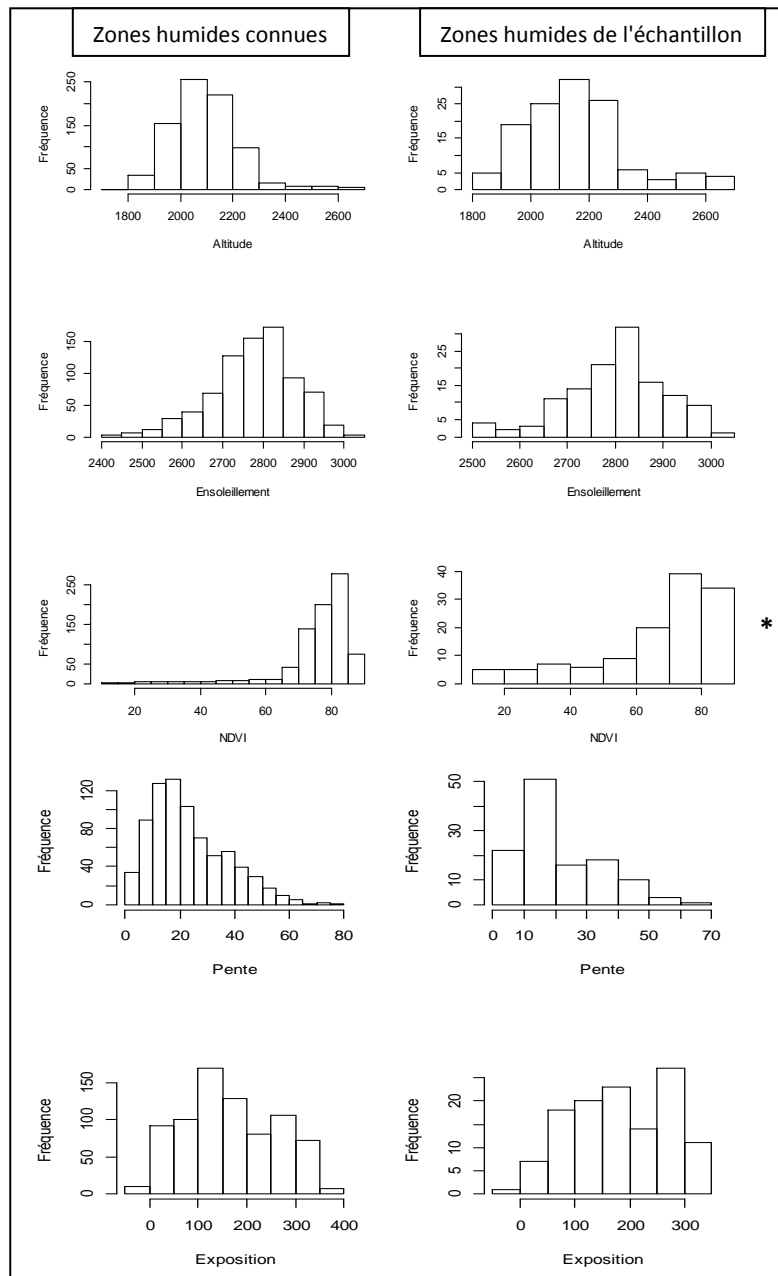 Zones humides connues
Zones humides de l'échantillon
Fréquence
50
150
250
1800 2000 2200 2400 2600
Altitude
Fréquence
5
15
25
1800 2000 2200 2400 2600
Altitude
Fréquence
0
50
100
150
2400 2500 2600 2700 2800 2900 3000
Ensoleillement
Fréquence
5
15
25
2500 2600 2700 2800 2900 3000
Ensoleillement
Fréquence
0
50
150
250
20 40 60 80
NDVI
Fréquence
0
10
20
30
40
20 40 60 80
NDVI
*
Fréquence
0
40
80
120
0 20 40 60 80
Pente
Fréquence
0
10
30
50
0 10 30 50 70
Pente
Fréquence
0
50
100
150
0 100 200 300 400
Exposition
Fréquence
0
5
10
20
0 100 200 300
Exposition